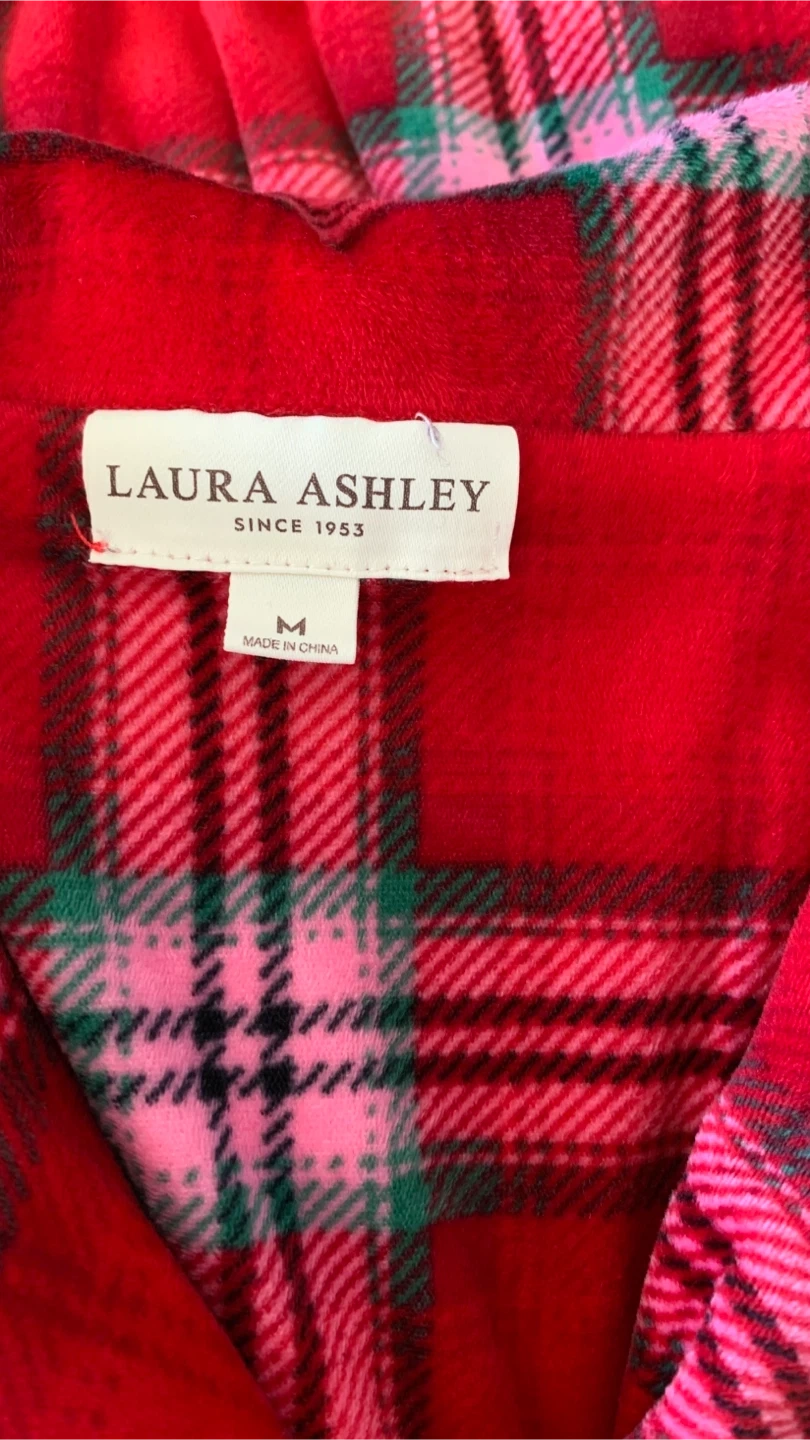 LAURA ASHLEY
SINCE 1953
M
MADE IN CHINA